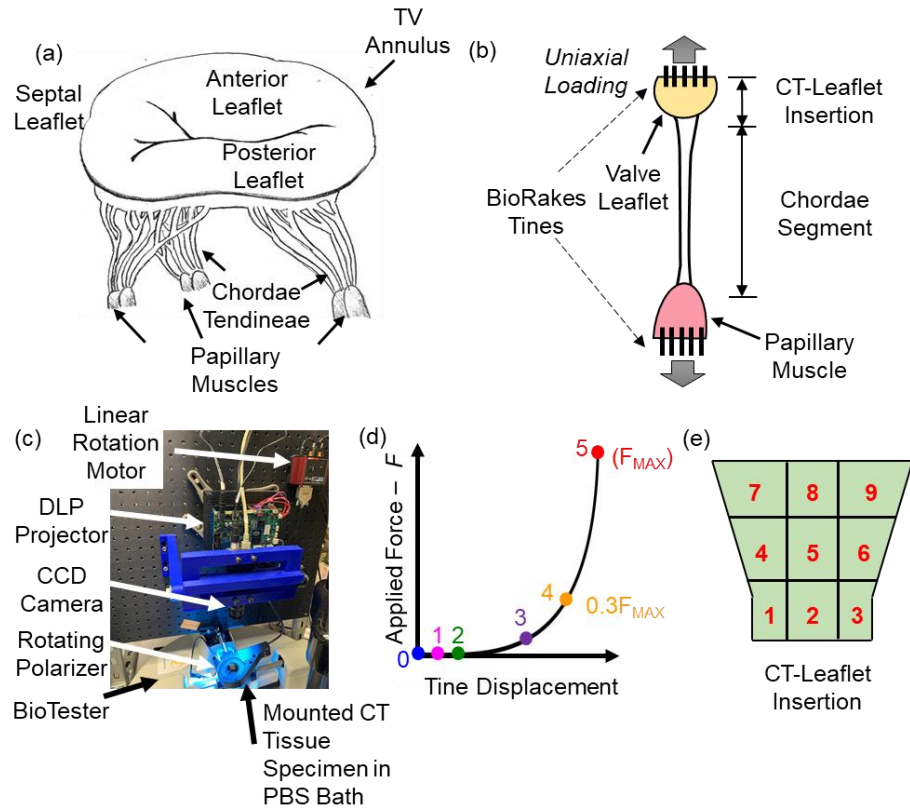 (a)
TV
Annulus
Septal
Leaflet
Anterior
Leaflet
Posterior
Leaflet
Chordae
Tendineae
Papillary
Muscles
(b)
Uniaxial
Loading
CT-Leaflet
Insertion
Valve
Leaflet
BioRakes
Tines
Chordae
Segment
Papillary
Muscle
(c)
Linear
Rotation
Motor
DLP
Projector
CCD
Camera
Rotating
Polarizer
BioTester
Mounted CT
Tissue
Specimen in
PBS Bath
(d)
Applied Force – F
5 (FMAX)
4 0.3FMAX
3
0 1 2
Tine Displacement
(e)
7 8 9
4 5 6
1 2 3
CT-Leaflet
Insertion